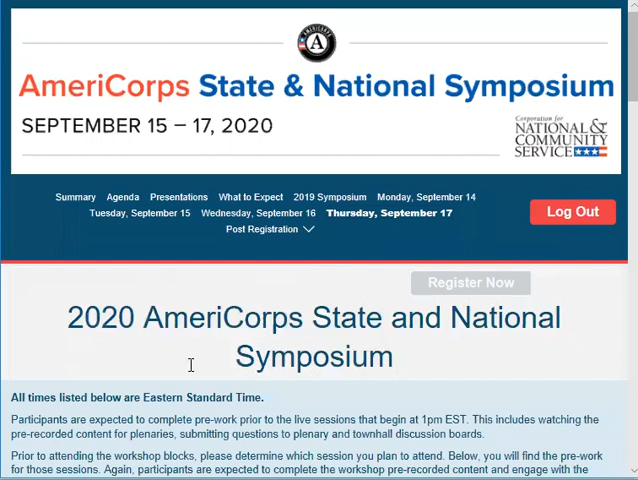 A
AmeriCorps State & National Symposium
SEPTEMBER 15 – 17, 2020
Corporation for
NATIONAL &
COMMUNITY
SERVICE
Summary Agenda Presentations What to Expect 2019 Symposium Monday, September 14
Tuesday, September 15 Wednesday, September 16 Thursday, September 17
Post Registration
Log Out
Register Now
2020 AmeriCorps State and National
Symposium
All times listed below are Eastern Standard Time.
Participants are expected to complete pre-work prior to the live sessions that begin at 1pm EST. This includes watching the
pre-recorded content for plenaries, submitting questions to plenary and townhall discussion boards.
Prior to attending the workshop blocks, please determine which session you plan to attend. Below, you will find the pre-work
for those sessions. Again, participants are expected to complete the workshop pre-recorded content and engage with the